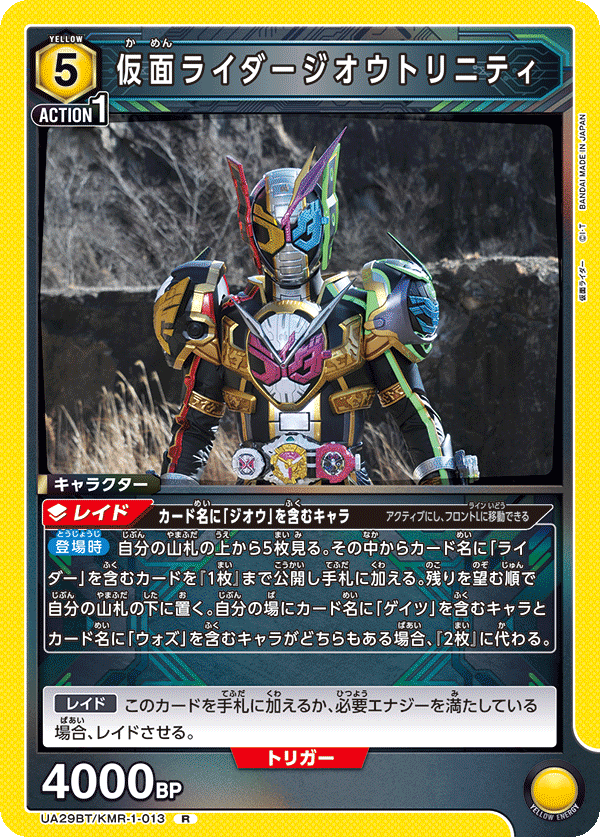 YELLOW
5
ACTION 1
かめん
仮面ライダージオウトリニティ
仮面ライダー ©I・T BANDAI MADE IN JAPAN
キャラクター
レイド カード名に「ジオウ」を含むキャラ アクティブにし、フロントLに移動できる
登場時 自分の山札の上から5枚見る。その中からカード名に「ライ
ダー」を含むカードを『1枚』まで公開し手札に加える。残りを望む順で
自分の山札の下に置く。自分の場にカード名に「ゲイツ」を含むキャラと
カード名に「ウォズ」を含むキャラがどちらもある場合、『2枚』に代わる。
レイド このカードを手札に加えるか、必要エナジーを満たしている
場合、レイドさせる。
トリガー
4000BP
YELLOW ENERGY
UA29BT/KMR-1-013 R